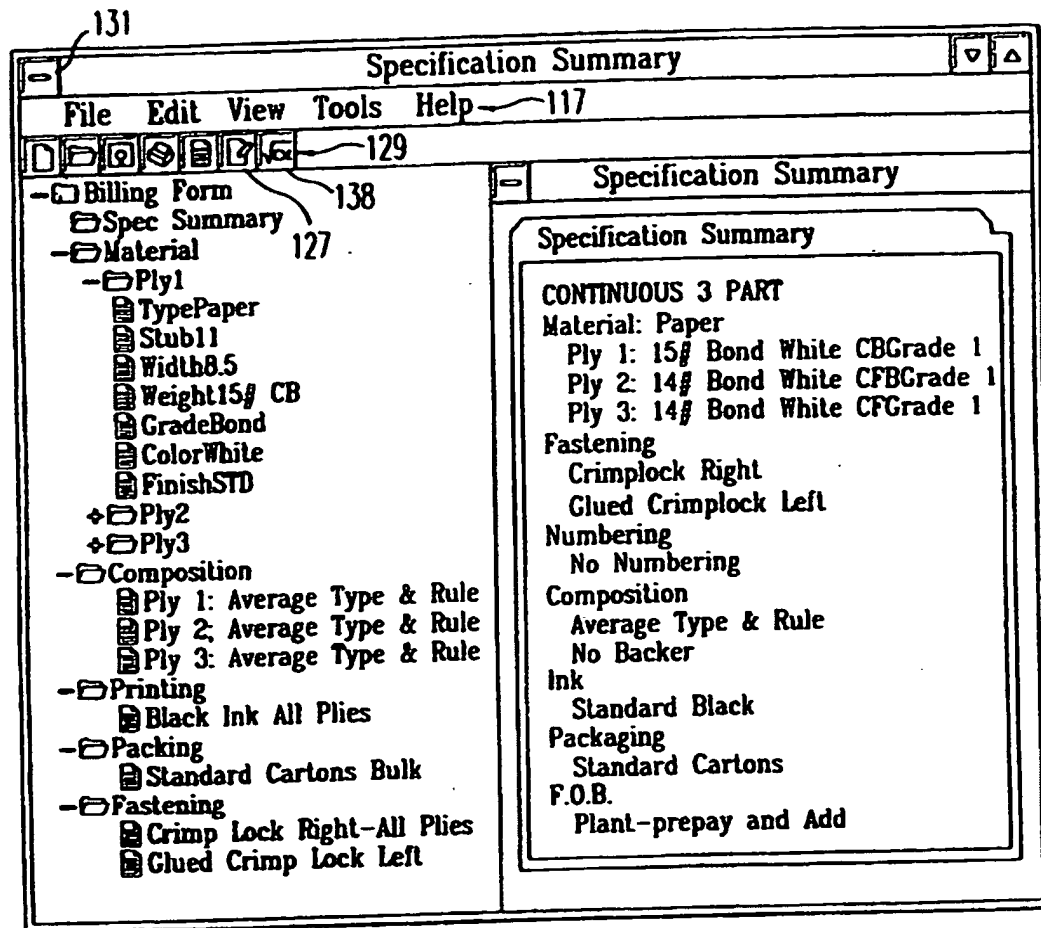 131
Specification Summary
File Edit View Tools Help 117
129
138
127
Billing Form
Spec Summary
Material
Ply1
TypePaper
Stub11
Width8.5
Weight15# CB
GradeBond
ColorWhite
FinishSTD
Ply2
Ply3
Composition
Ply 1: Average Type & Rule
Ply 2: Average Type & Rule
Ply 3: Average Type & Rule
Printing
Black Ink All Plies
Packing
Standard Cartons Bulk
Fastening
Crimp Lock Right-All Plies
Glued Crimp Lock Left
Specification Summary
Specification Summary
CONTINUOUS 3 PART
Material: Paper
Ply 1: 15# Bond White CBGrade 1
Ply 2: 14# Bond White CFBGrade 1
Ply 3: 14# Bond White CFGrade 1
Fastening
Crimplock Right
Glued Crimplock Left
Numbering
No Numbering
Composition
Average Type & Rule
No Backer
Ink
Standard Black
Packaging
Standard Cartons
F.O.B.
Plant-prepay and Add